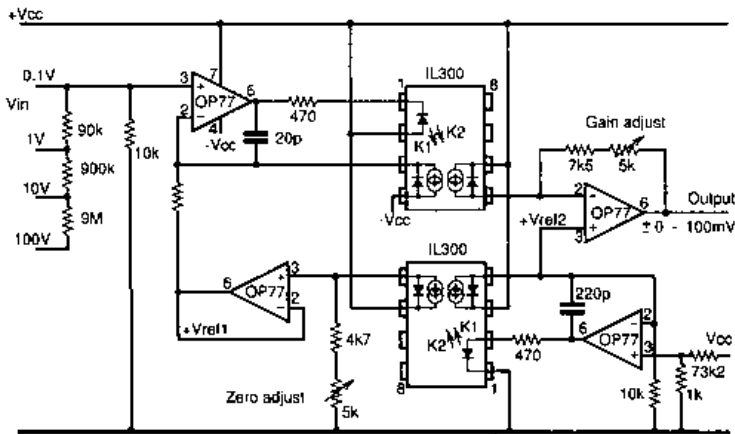 +Vcc
0.1V
Vin
1V
10V
100V
90k
900k
9M
10k
3
2
7
4
6
OP77
-Vcc
20p
470
IL300
1
8
K1
K2
-Vcc
Gain adjust
7k5
5k
2
3
6
OP77
+Vref2
Output
± 0 - 100mV
IL300
K2
K1
8
1
6
OP77
3
2
+Vref1
4k7
Zero adjust
5k
220p
470
6
2
3
OP77
10k
1k
73k2
Vcc